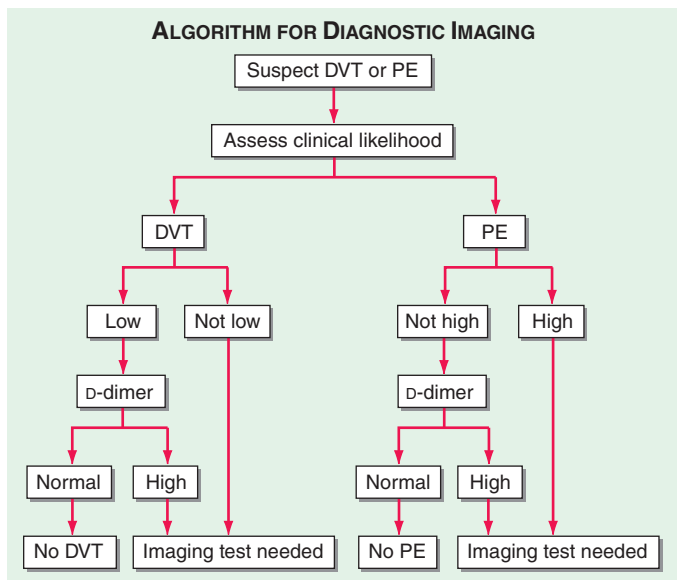 ALGORITHM FOR DIAGNOSTIC IMAGING
Suspect DVT or PE
Assess clinical likelihood
DVT
PE
Low
Not low
Not high
High
D-dimer
D-dimer
Normal
High
Normal
High
No DVT
Imaging test needed
No PE
Imaging test needed